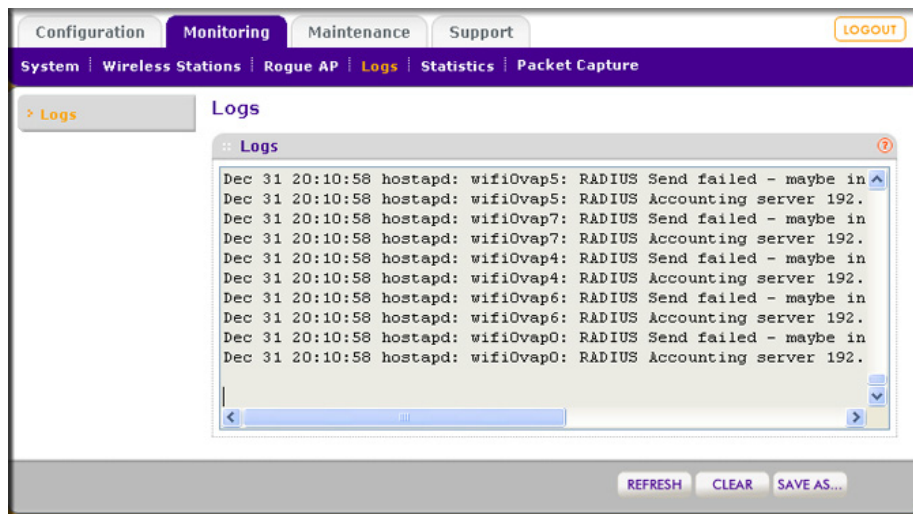 Configuration Monitoring Maintenance Support LOGOUT
System Wireless Stations Rogue AP Logs Statistics Packet Capture
Logs
Logs
Logs
Dec 31 20:10:58 hostapd: wifi0vap5: RADIUS Send failed - maybe in
Dec 31 20:10:58 hostapd: wifi0vap5: RADIUS Accounting server 192.
Dec 31 20:10:58 hostapd: wifi0vap7: RADIUS Send failed - maybe in
Dec 31 20:10:58 hostapd: wifi0vap7: RADIUS Accounting server 192.
Dec 31 20:10:58 hostapd: wifi0vap4: RADIUS Send failed - maybe in
Dec 31 20:10:58 hostapd: wifi0vap4: RADIUS Accounting server 192.
Dec 31 20:10:58 hostapd: wifi0vap6: RADIUS Send failed - maybe in
Dec 31 20:10:58 hostapd: wifi0vap6: RADIUS Accounting server 192.
Dec 31 20:10:58 hostapd: wifi0vap0: RADIUS Send failed - maybe in
Dec 31 20:10:58 hostapd: wifi0vap0: RADIUS Accounting server 192.
REFRESH CLEAR SAVE AS...